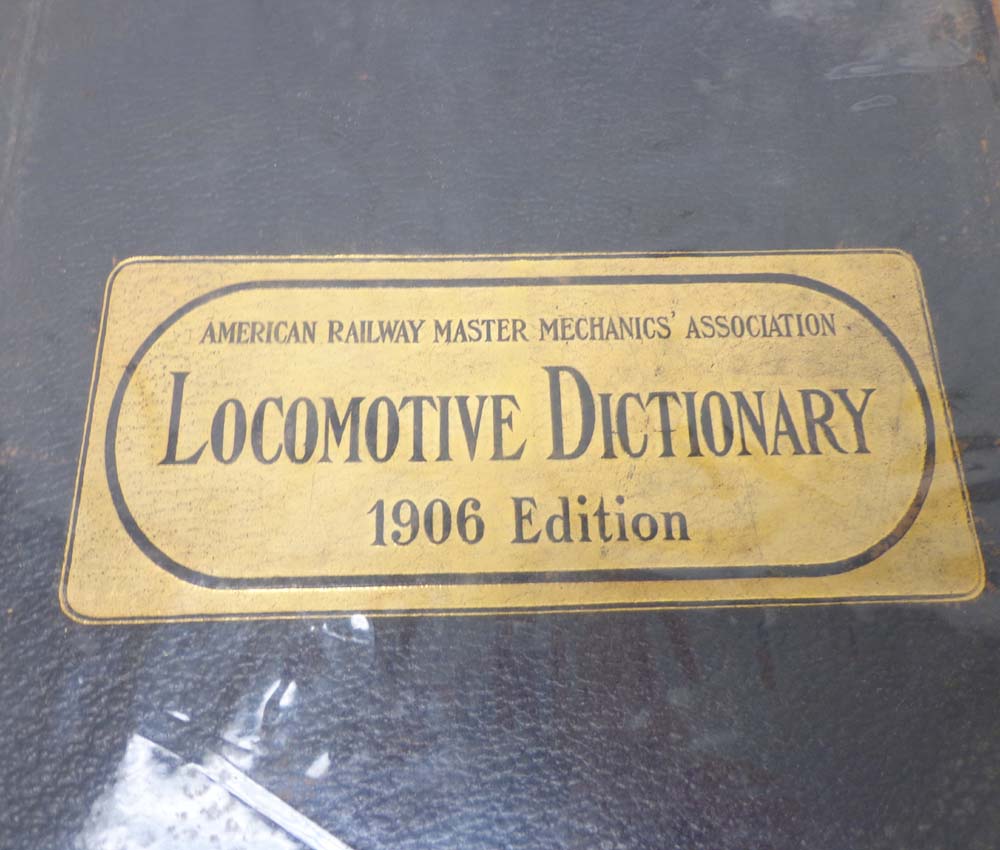 AMERICAN RAILWAY MASTER MECHANICS' ASSOCIATION
LOCOMOTIVE DICTIONARY
1906 Edition